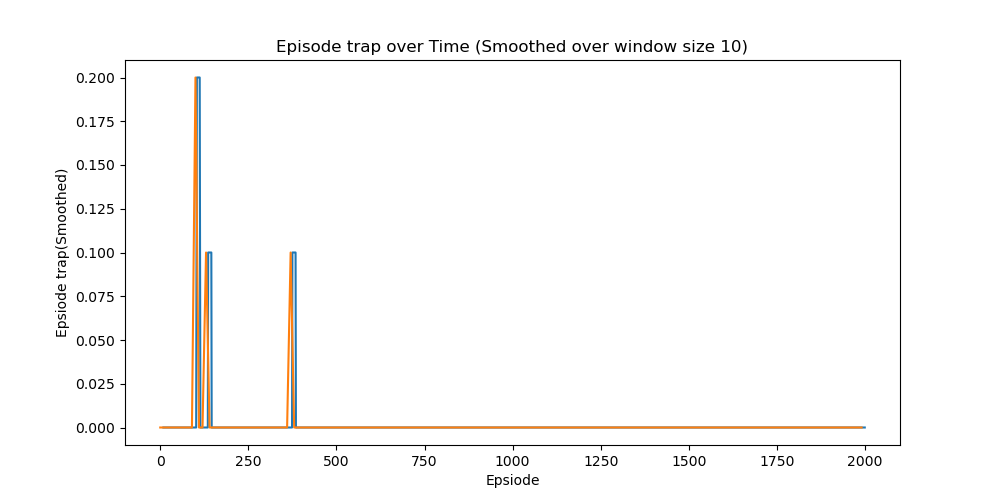 Episode trap over Time (Smoothed over window size 10)
0.200
0.175
0.150
0.125
0.100
0.075
0.050
0.025
0.000
Epsiode trap(Smoothed)
0 250 500 750 1000 1250 1500 1750 2000
Epsiode